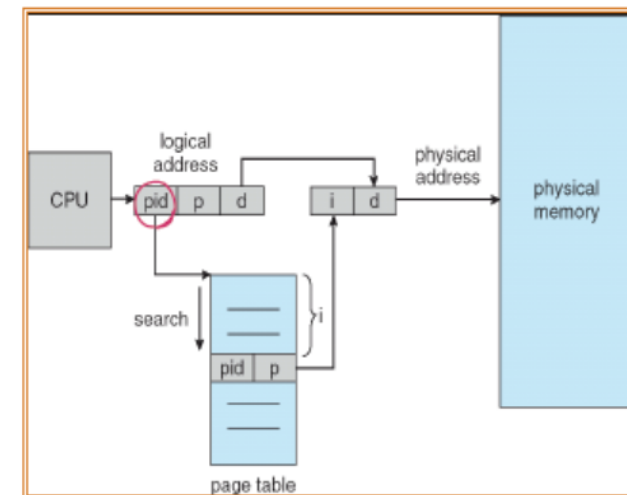 logical
address
physical
address
CPU
pid p d
i d
physical
memory
search
i
pid p
page table